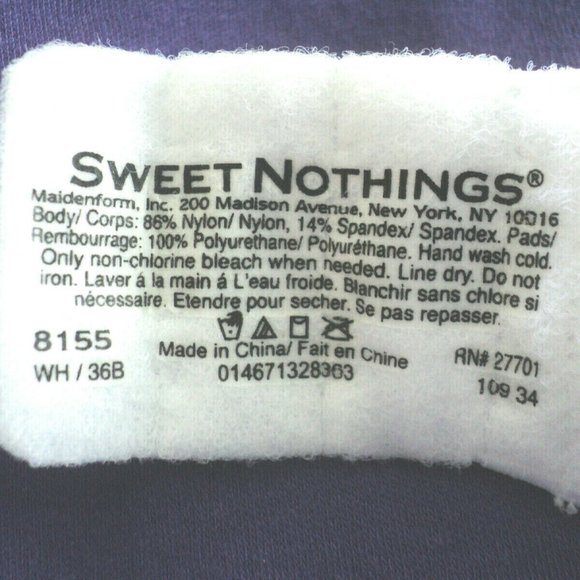 SWEET NOTHINGS®
Maidenform, Inc. 200 Madison Avenue, New York, NY 10016
Body/ Corps: 86% Nylon/ Nylon, 14% Spandex/ Spandex. Pads/
Rembourrage: 100% Polyurethane/ Polyuréthane. Hand wash cold.
Only non-chlorine bleach when needed. Line dry. Do not
iron. Laver á la main á L'eau froide. Blanchir sans chlore si
nécessaire. Etendre pour secher. Se pas repasser.
8155
Made in China/ Fait en Chine
RN# 27701
WH / 36B
014671328363
109 34